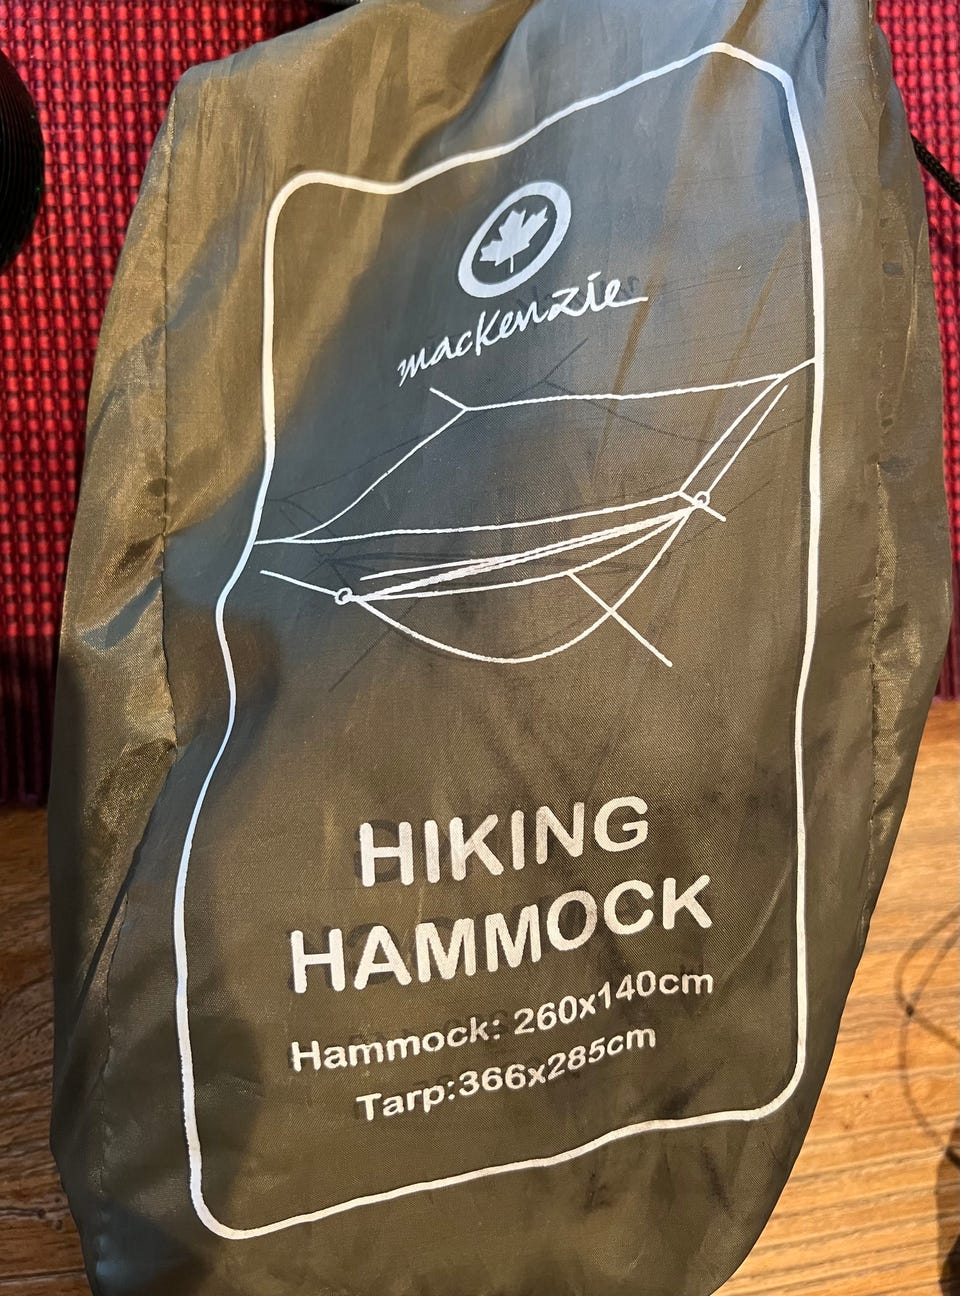 mackenzie
HIKING
HAMMOCK
Hammock: 260x140cm
Tarp:366x285cm